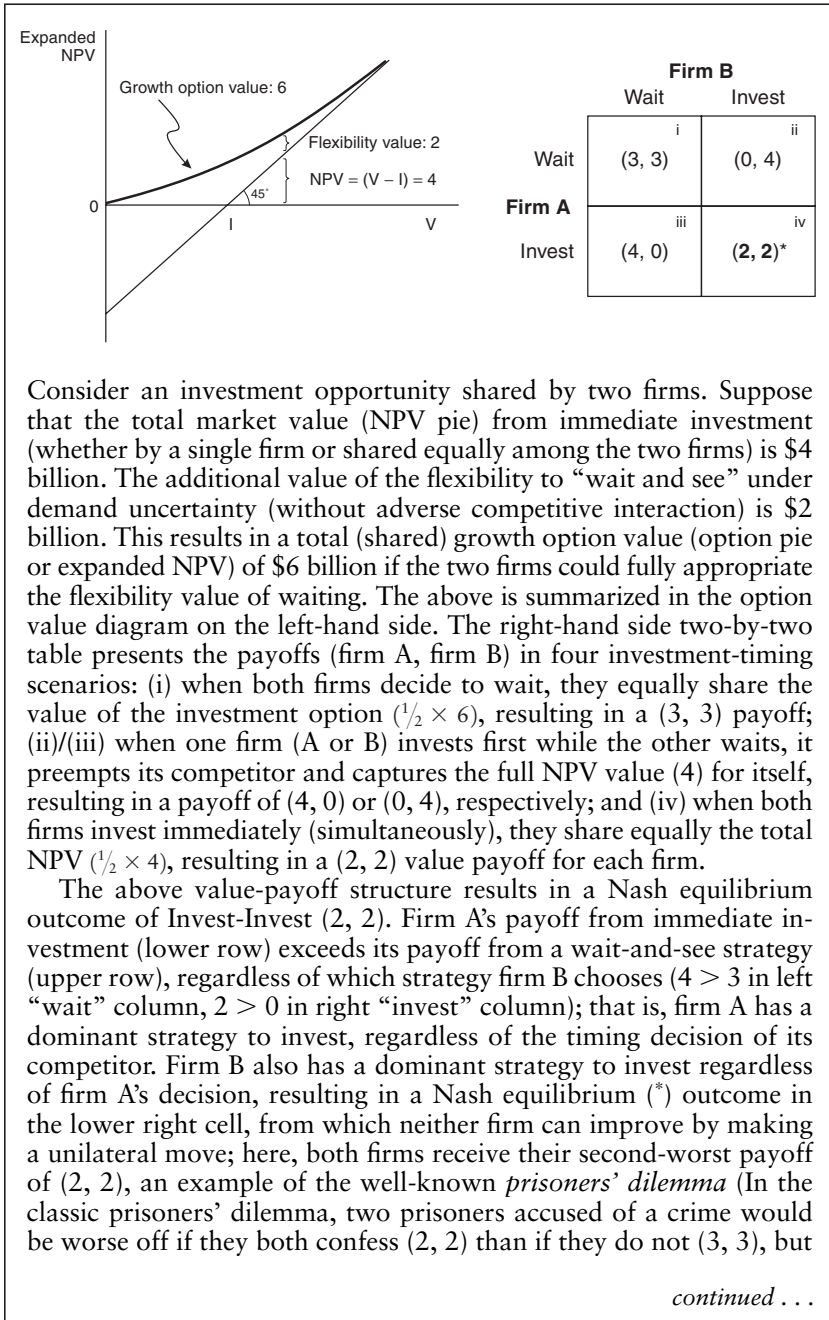 Expanded
NPV
Growth option value: 6
Flexibility value: 2
NPV = (V – I) = 4
45°
0
I
V
Firm B
Wait Invest
i ii
Wait (3, 3) (0, 4)
Firm A
iii iv
Invest (4, 0) (2, 2)*
Consider an investment opportunity shared by two firms. Suppose
that the total market value (NPV pie) from immediate investment
(whether by a single firm or shared equally among the two firms) is $4
billion. The additional value of the flexibility to “wait and see” under
demand uncertainty (without adverse competitive interaction) is $2
billion. This results in a total (shared) growth option value (option pie
or expanded NPV) of $6 billion if the two firms could fully appropriate
the flexibility value of waiting. The above is summarized in the option
value diagram on the left-hand side. The right-hand side two-by-two
table presents the payoffs (firm A, firm B) in four investment-timing
scenarios: (i) when both firms decide to wait, they equally share the
value of the investment option (1/2 × 6), resulting in a (3, 3) payoff;
(ii)/(iii) when one firm (A or B) invests first while the other waits, it
preempts its competitor and captures the full NPV value (4) for itself,
resulting in a payoff of (4, 0) or (0, 4), respectively; and (iv) when both
firms invest immediately (simultaneously), they share equally the total
NPV (1/2 × 4), resulting in a (2, 2) value payoff for each firm.
The above value-payoff structure results in a Nash equilibrium
outcome of Invest-Invest (2, 2). Firm A’s payoff from immediate in-
vestment (lower row) exceeds its payoff from a wait-and-see strategy
(upper row), regardless of which strategy firm B chooses (4 > 3 in left
“wait” column, 2 > 0 in right “invest” column); that is, firm A has a
dominant strategy to invest, regardless of the timing decision of its
competitor. Firm B also has a dominant strategy to invest regardless
of firm A’s decision, resulting in a Nash equilibrium (*) outcome in
the lower right cell, from which neither firm can improve by making
a unilateral move; here, both firms receive their second-worst payoff
of (2, 2), an example of the well-known prisoners’ dilemma (In the
classic prisoners’ dilemma, two prisoners accused of a crime would
be worse off if they both confess (2, 2) than if they do not (3, 3), but
continued . . .